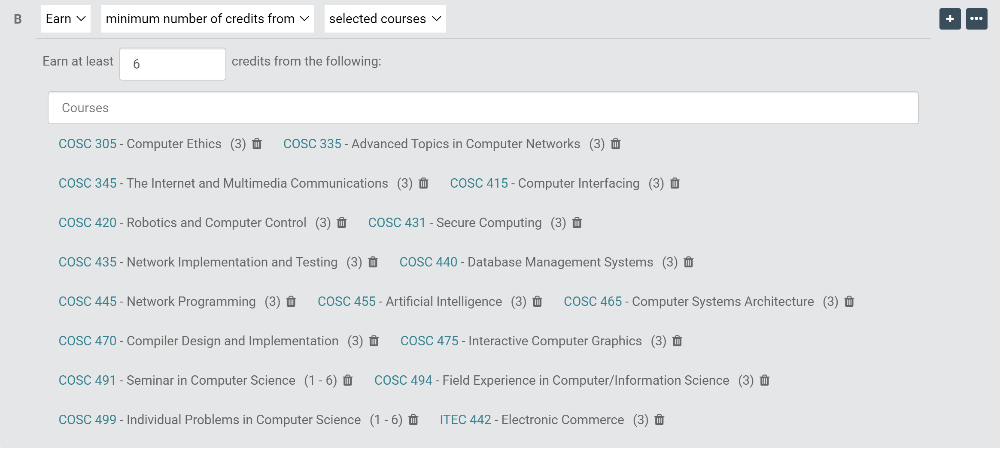 B Earn minimum number of credits from selected courses
Earn at least 6 credits from the following:
Courses
COSC 305 - Computer Ethics (3) COSC 335 - Advanced Topics in Computer Networks (3)
COSC 345 - The Internet and Multimedia Communications (3) COSC 415 - Computer Interfacing (3)
COSC 420 - Robotics and Computer Control (3) COSC 431 - Secure Computing (3)
COSC 435 - Network Implementation and Testing (3) COSC 440 - Database Management Systems (3)
COSC 445 - Network Programming (3) COSC 455 - Artificial Intelligence (3) COSC 465 - Computer Systems Architecture (3)
COSC 470 - Compiler Design and Implementation (3) COSC 475 - Interactive Computer Graphics (3)
COSC 491 - Seminar in Computer Science (1 - 6) COSC 494 - Field Experience in Computer/Information Science (3)
COSC 499 - Individual Problems in Computer Science (1 - 6) ITEC 442 - Electronic Commerce (3)